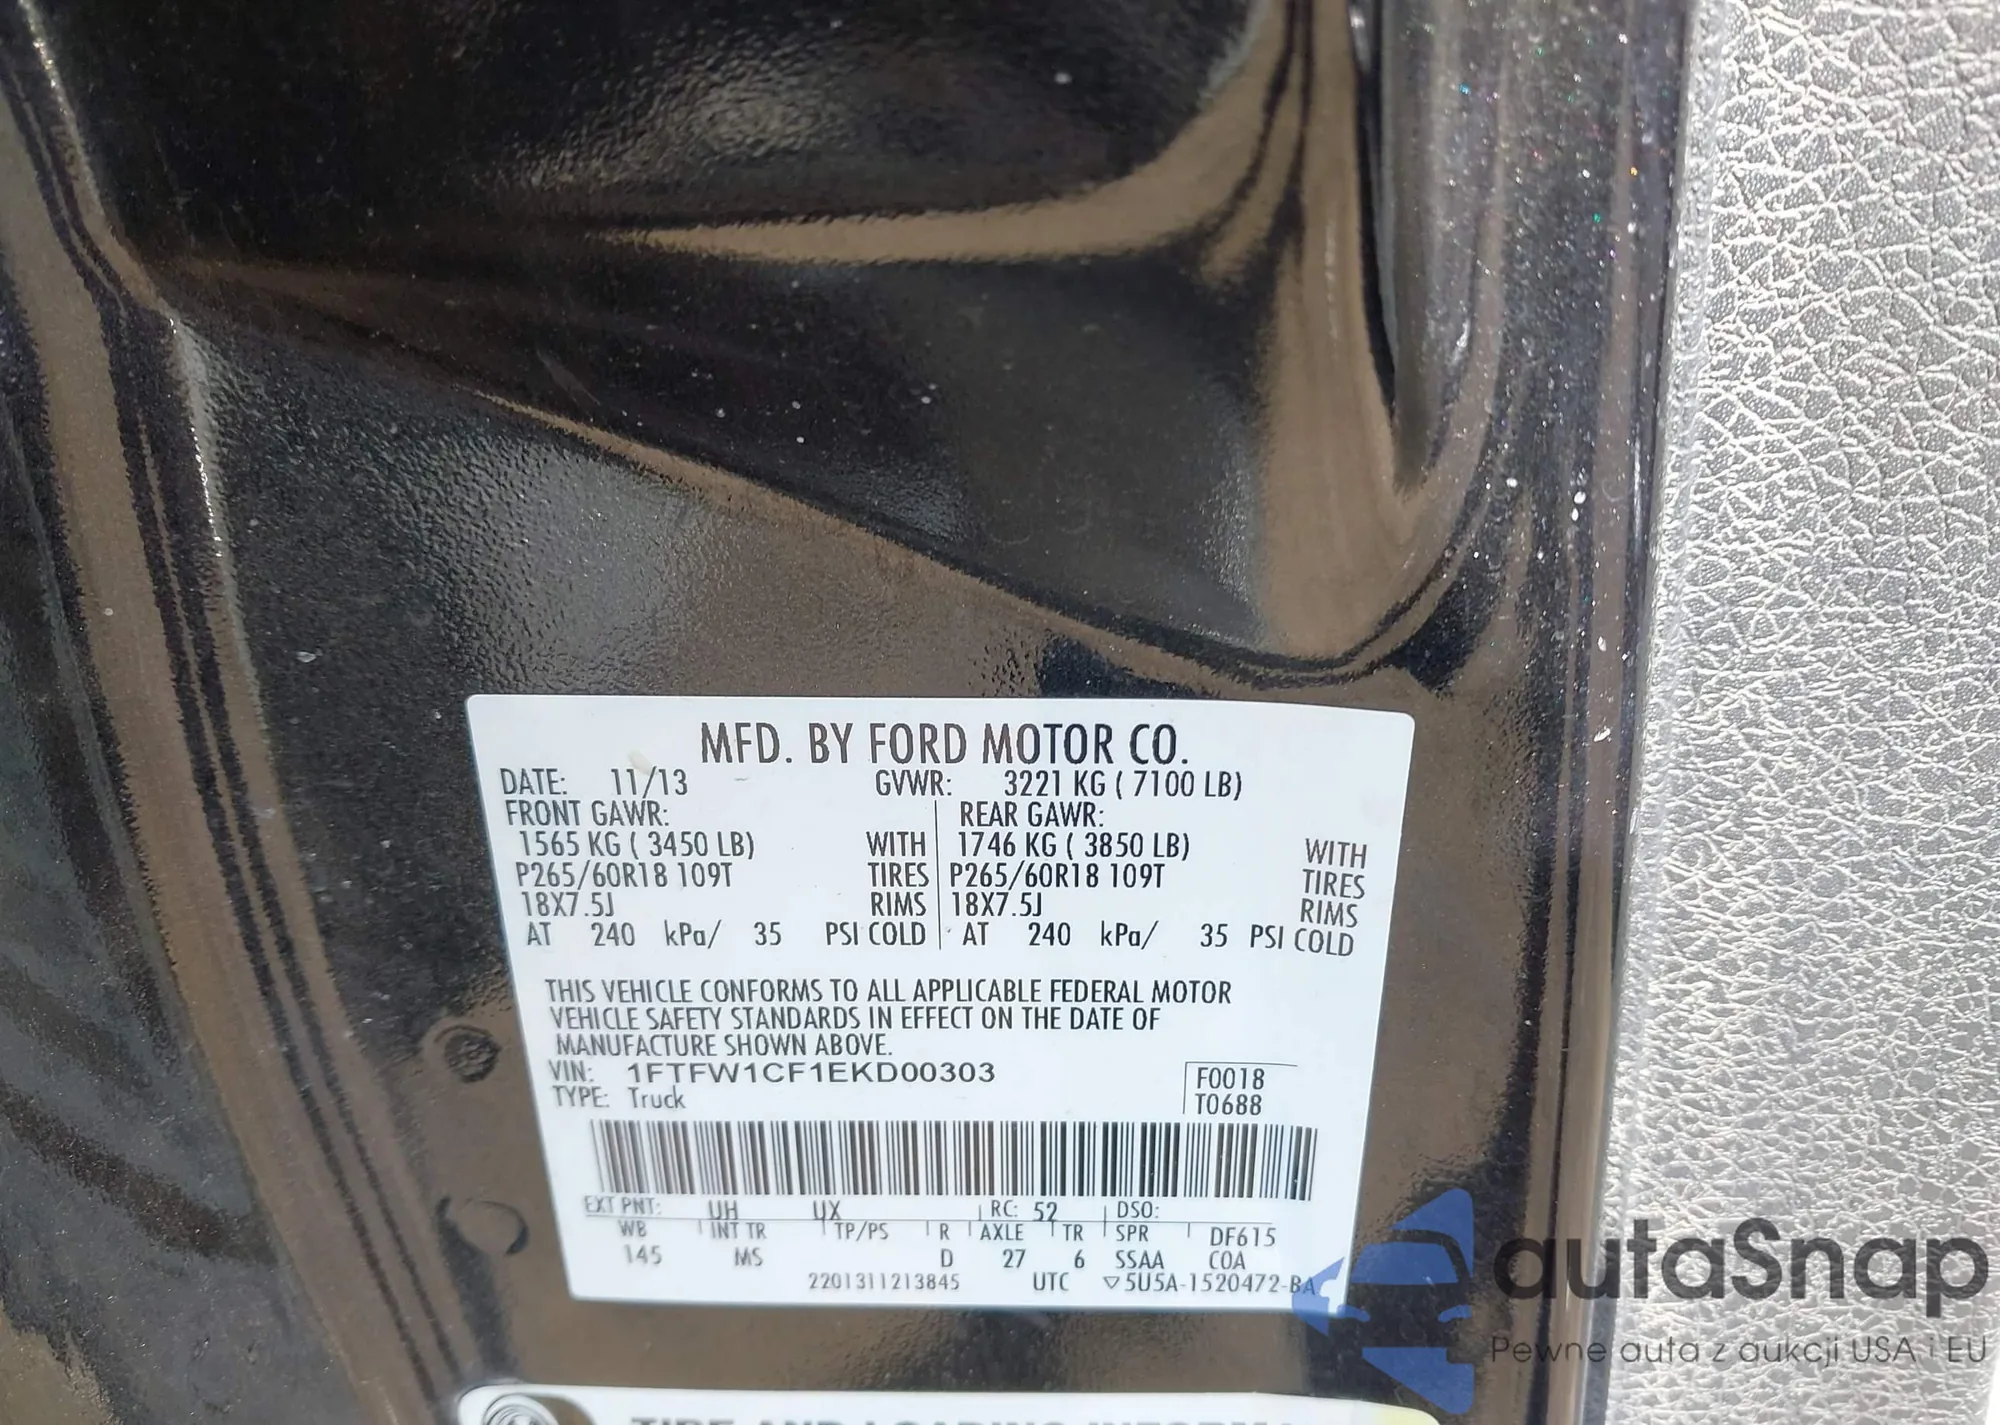 MFD. BY FORD MOTOR CO.
DATE: 11/13 GVWR: 3221 KG ( 7100 LB)
FRONT GAWR: REAR GAWR:
1565 KG ( 3450 LB) WITH 1746 KG ( 3850 LB) WITH
P265/60R18 109T TIRES P265/60R18 109T TIRES
18X7.5J RIMS 18X7.5J RIMS
AT 240 kPa/ 35 PSI COLD AT 240 kPa/ 35 PSI COLD
THIS VEHICLE CONFORMS TO ALL APPLICABLE FEDERAL MOTOR
VEHICLE SAFETY STANDARDS IN EFFECT ON THE DATE OF
MANUFACTURE SHOWN ABOVE.
VIN: 1FTFW1CF1EKD00303 F0018
TYPE: Truck T0688
EXT PNT: UH UX RC: 52 DSO:
WB INT TR TP/PS R AXLE TR SPR DF615
145 MS D 27 6 SSAA COA
2201311213845 UTC ▽5U5A-1520472-BA
autaSnap
Pewne auta z aukcji USA i EU
TIRE AND LOADING